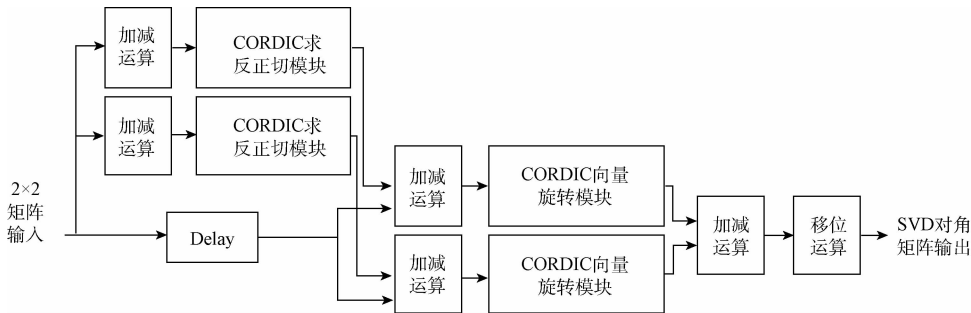 加减
运算
CORDIC求
反正切模块
加减
运算
CORDIC求
反正切模块
2×2
矩阵
输入
Delay
加减
运算
CORDIC向量
旋转模块
加减
运算
CORDIC向量
旋转模块
加减
运算
移位
运算
SVD对角
矩阵输出